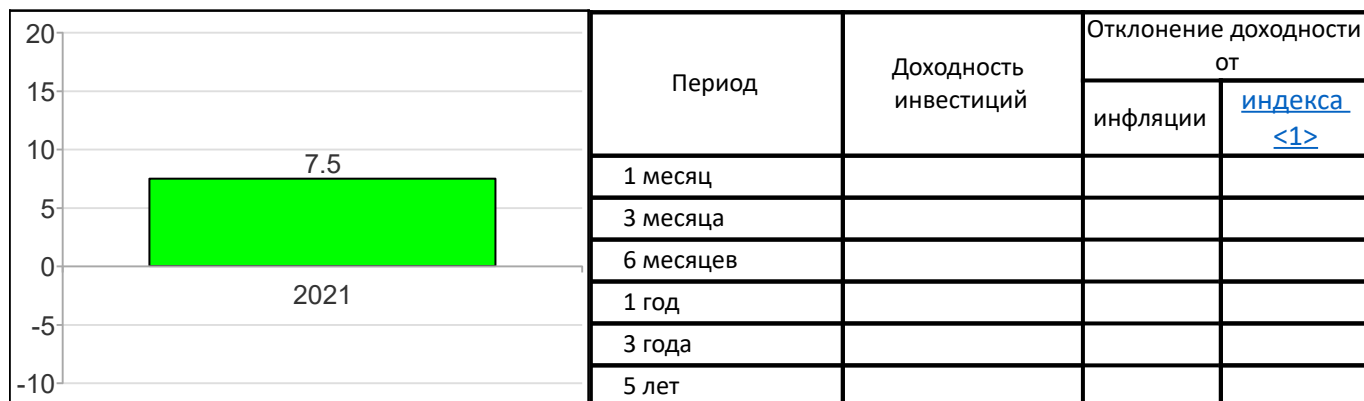 20
15
10
5
0
-5
-10
7.5
2021
Период
Доходность
инвестиций
Отклонение доходности
от
инфляции
индекса
<1>
1 месяц
3 месяца
6 месяцев
1 год
3 года
5 лет